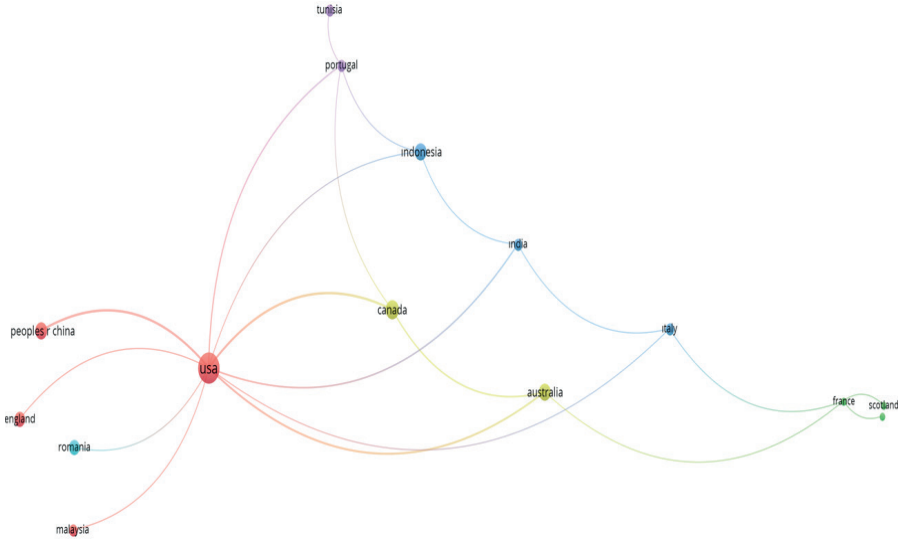 tunisia
portugal
indonesia
india
canada
peoples r china
italy
usa
australia
france
scotland
england
romania
malaysia